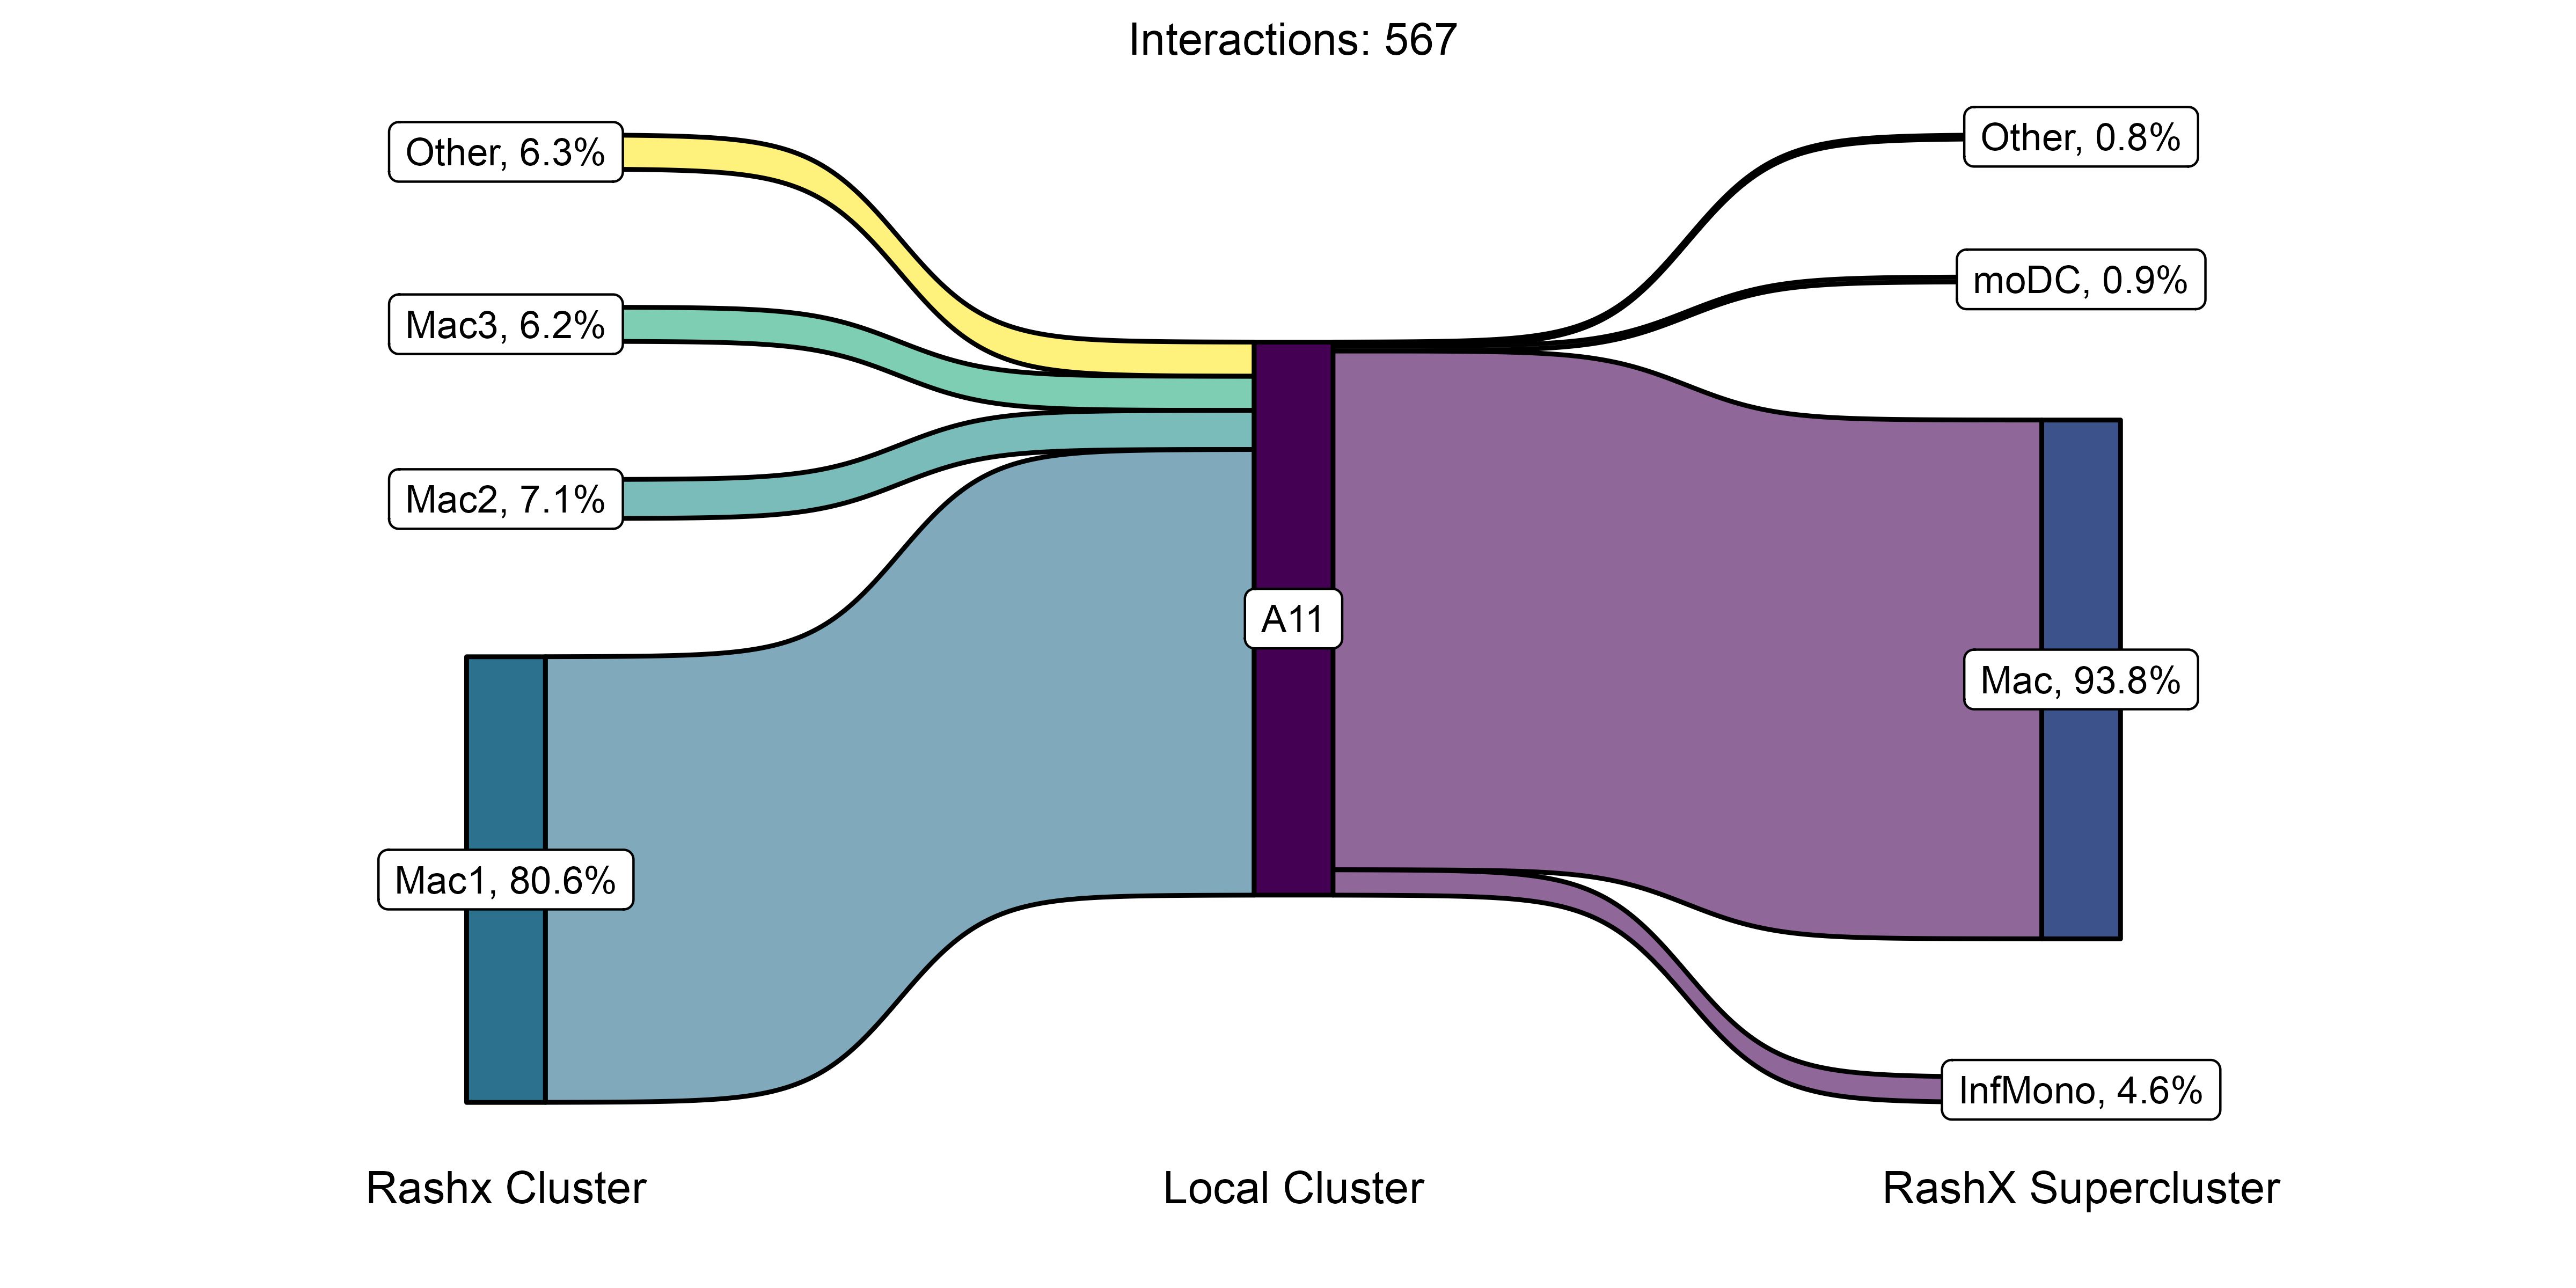 Interactions: 567
Other, 6.3%
Mac3, 6.2%
Mac2, 7.1%
Mac1, 80.6%
A11
Other, 0.8%
moDC, 0.9%
Mac, 93.8%
InfMono, 4.6%
Rashx Cluster
Local Cluster
RashX Supercluster